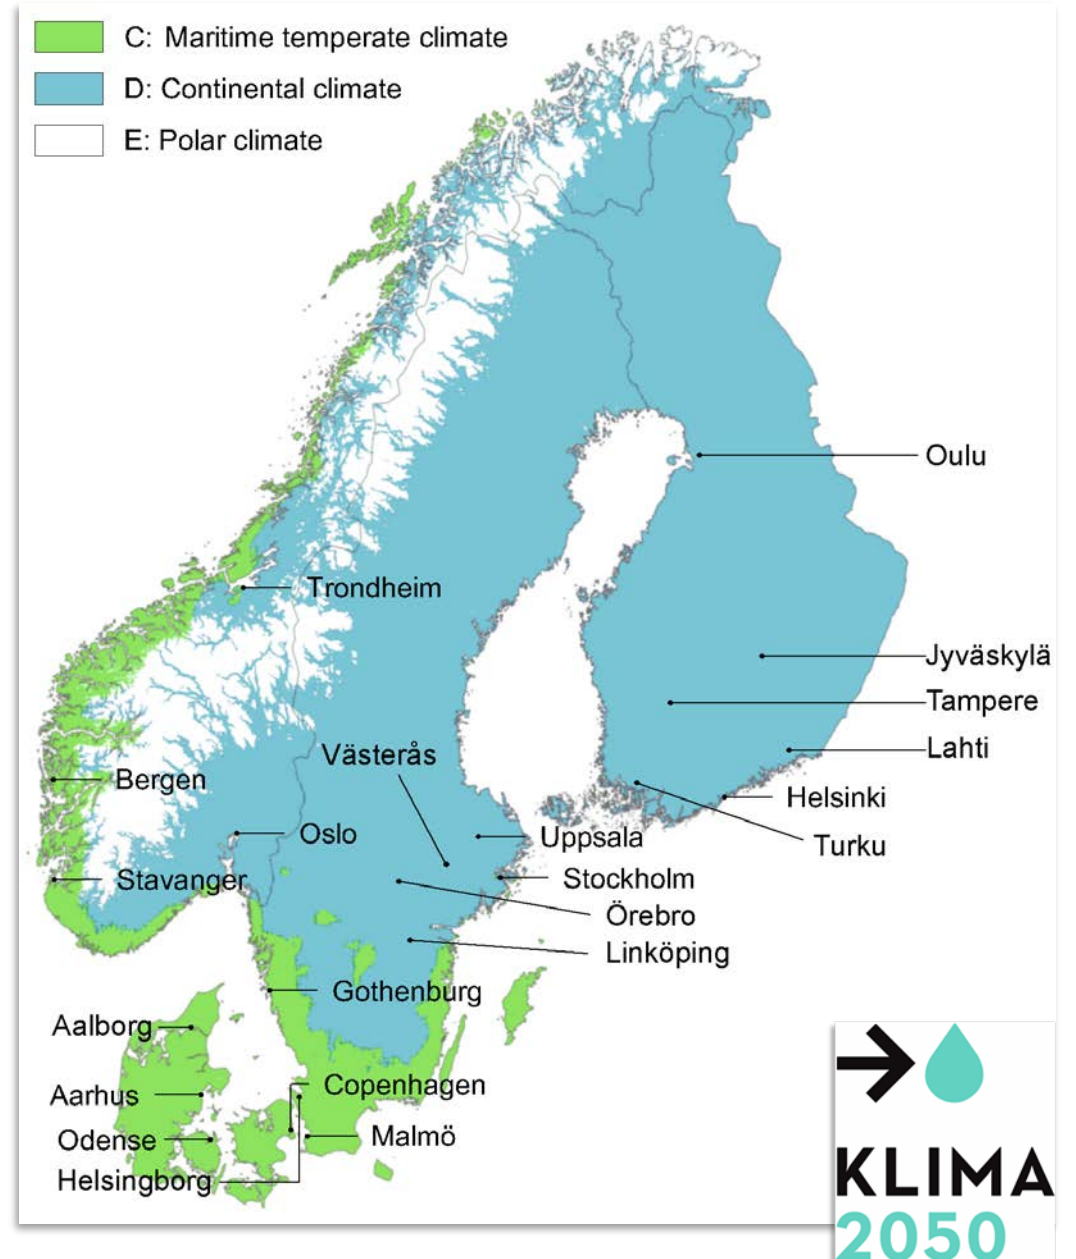 C: Maritime temperate climate
D: Continental climate
E: Polar climate
Oulu
Trondheim
Jyväskylä
Tampere
Västerås
Lahti
Bergen
Helsinki
Oslo
Uppsala
Turku
Stavanger
Stockholm
Örebro
Linköping
Gothenburg
Aalborg
Copenhagen
Aarhus
Malmö
Odense
Helsingborg
KLIMA
2050